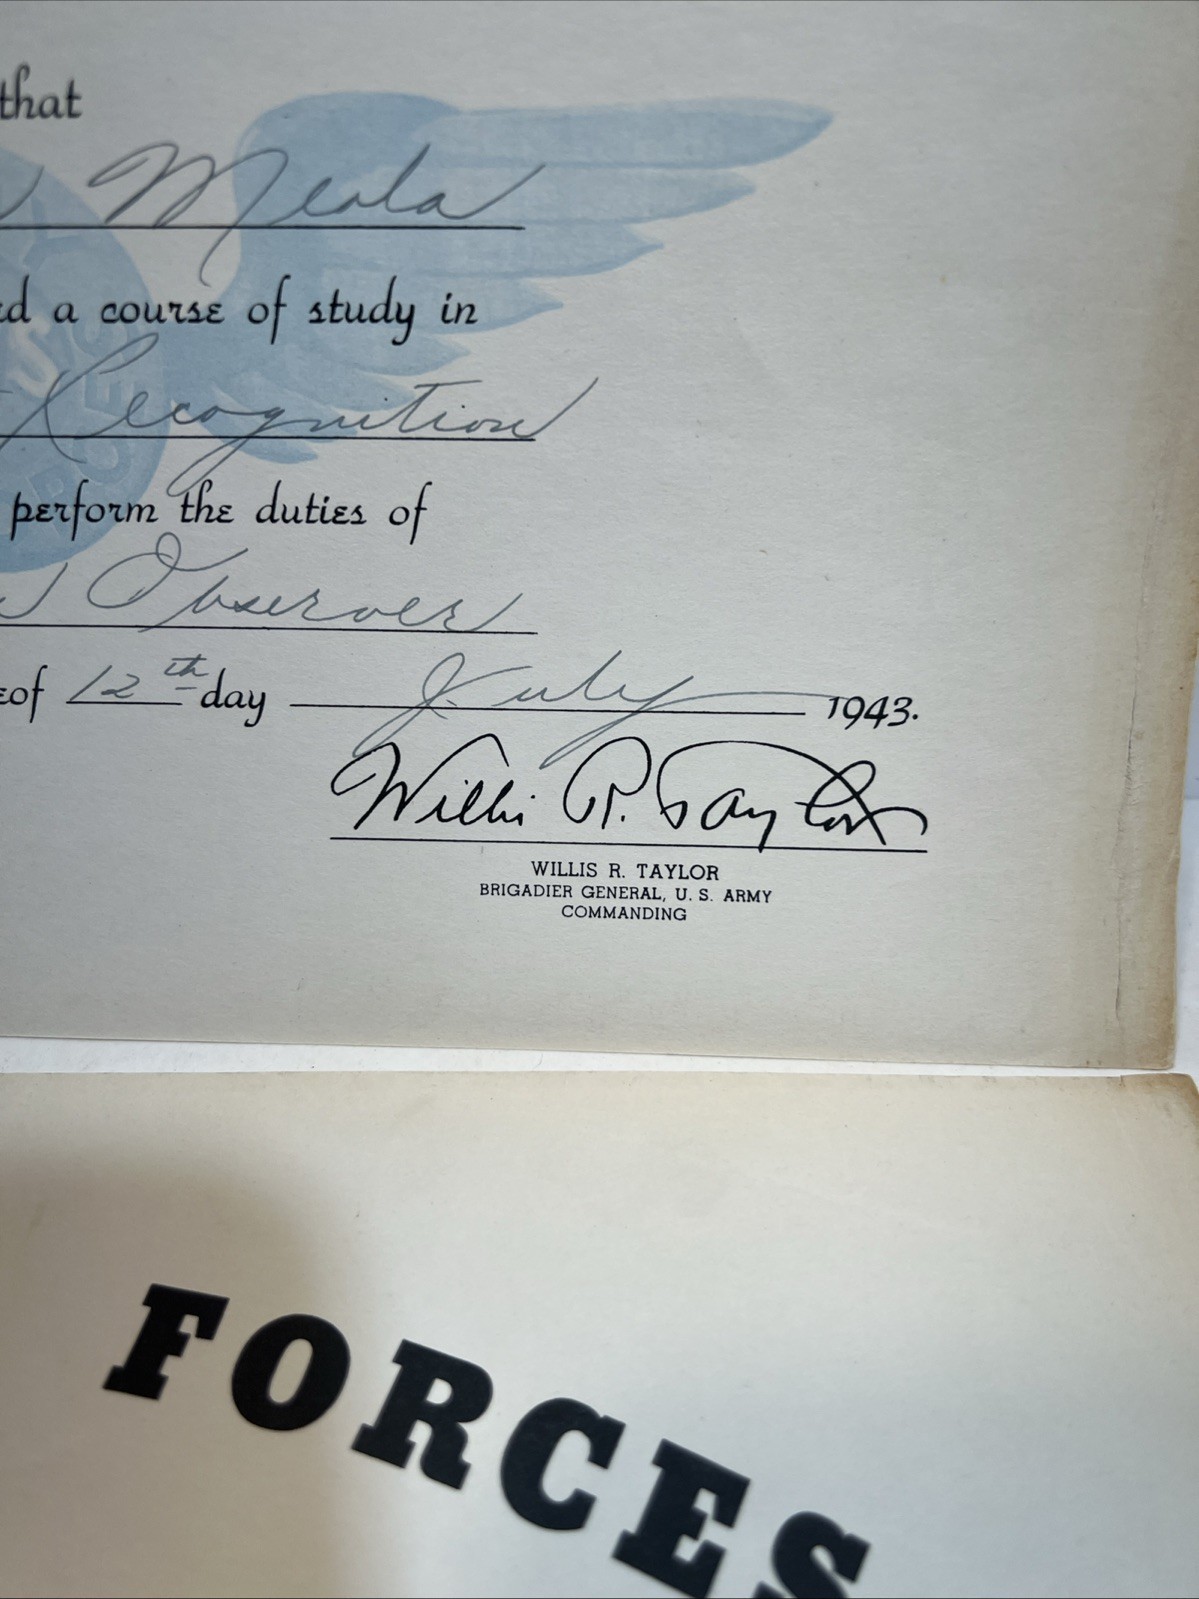 that
Meola
a course of study in
Recognition
perform the duties of
Observer
of 12th day July 1943.
Willis R. Taylor
WILLIS R. TAYLOR
BRIGADIER GENERAL, U. S. ARMY
COMMANDING
FORCES